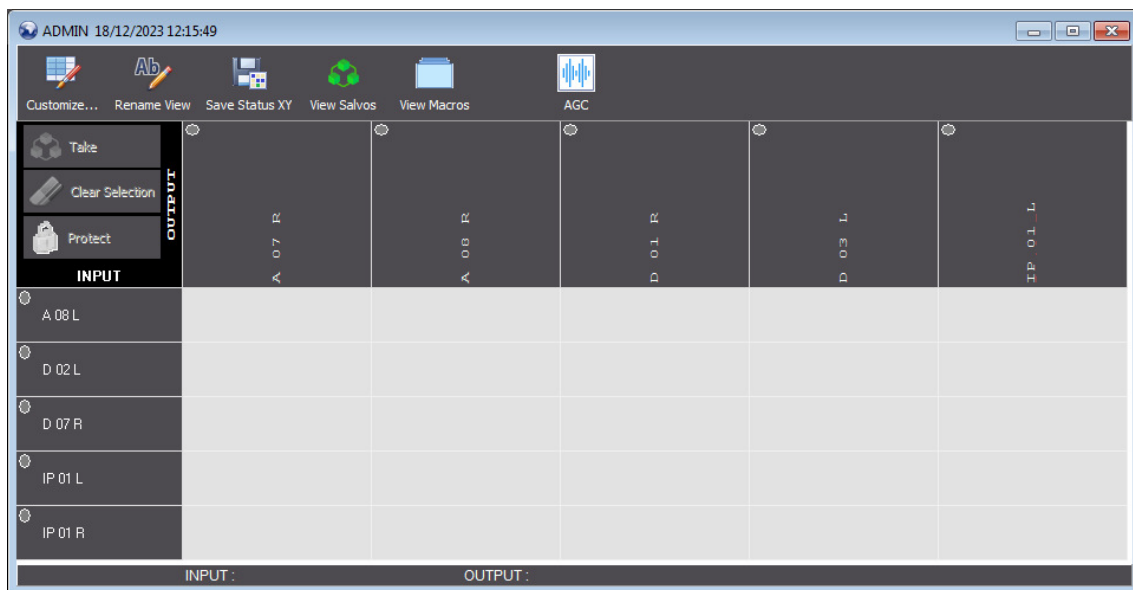 ADMIN 18/12/2023 12:15:49
Customize... Rename View Save Status XY View Salvos View Macros AGC
Take
Clear Selection
Protect
OUTPUT
INPUT
A 07 R
A 08 R
D 01 R
D 03 L
IP 01 L
A 08 L
D 02 L
D 07 R
IP 01 L
IP 01 R
INPUT : OUTPUT :